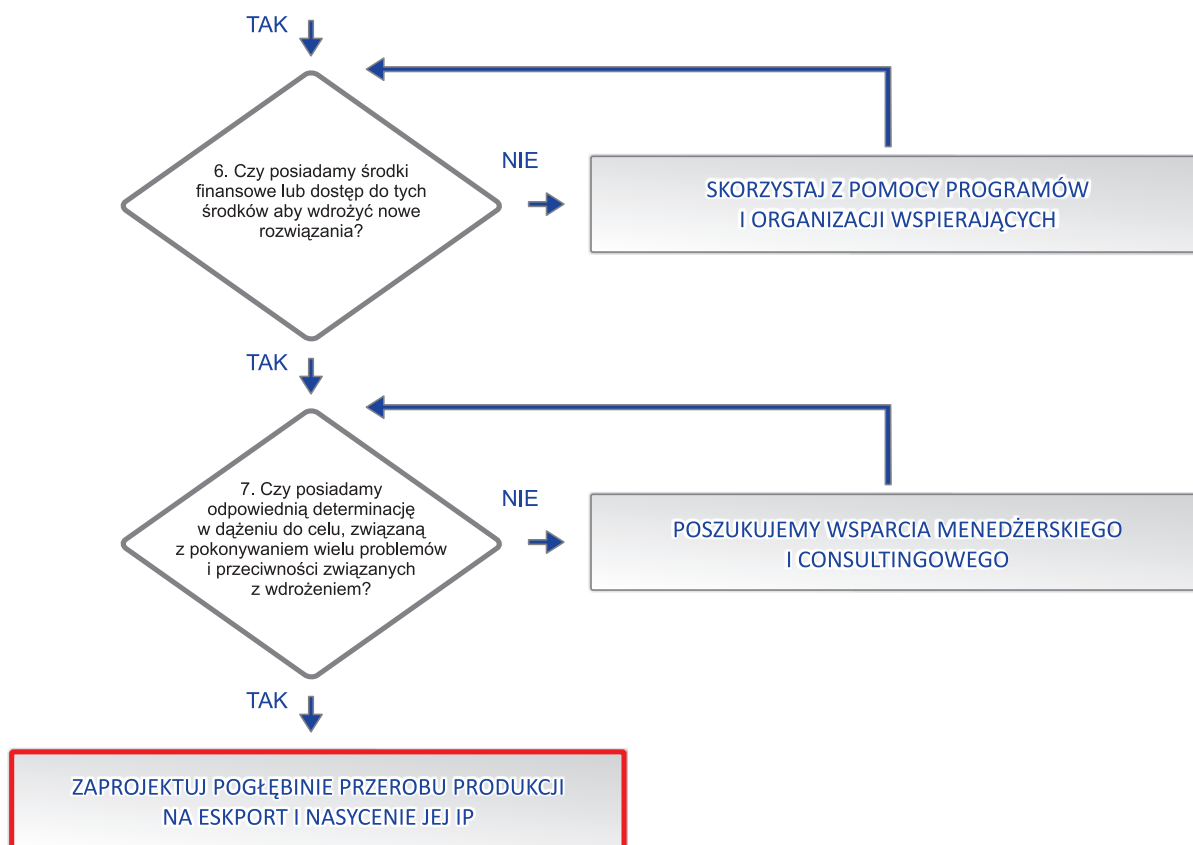 TAK
6. Czy posiadamy środki
finansowe lub dostęp do tych
środków aby wdrożyć nowe
rozwiązania?
NIE
SKORZYSTAJ Z POMOCY PROGRAMÓW
I ORGANIZACJI WSPIERAJĄCYCH
TAK
7. Czy posiadamy
odpowiednią determinację
w dążeniu do celu, związaną
z pokonywaniem wielu problemów
i przeciwności związanych
z wdrożeniem?
NIE
POSZUKUJEMY WSPARCIA MENEDŻERSKIEGO
I CONSULTINGOWEGO
TAK
ZAPROJEKTUJ POGŁĘBINIE PRZEROBU PRODUKCJI
NA ESKPORT I NASYCENIE JEJ IP